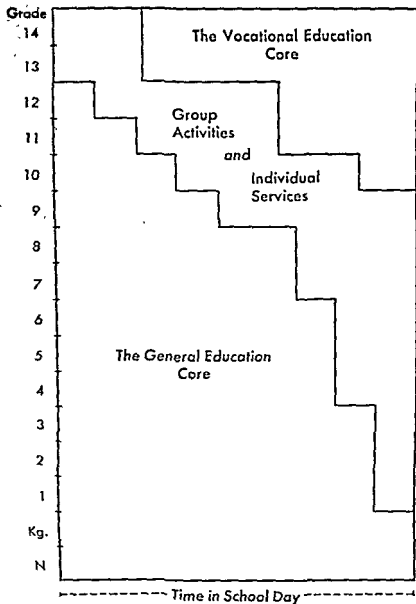 Grade
14
The Vocational Education
Core
13
12
Group
Activities
11
and
10
Individual
Services
9
8
7
6
5
The General Education
Core
4
3
2
1
Kg.
N
Time in School Day